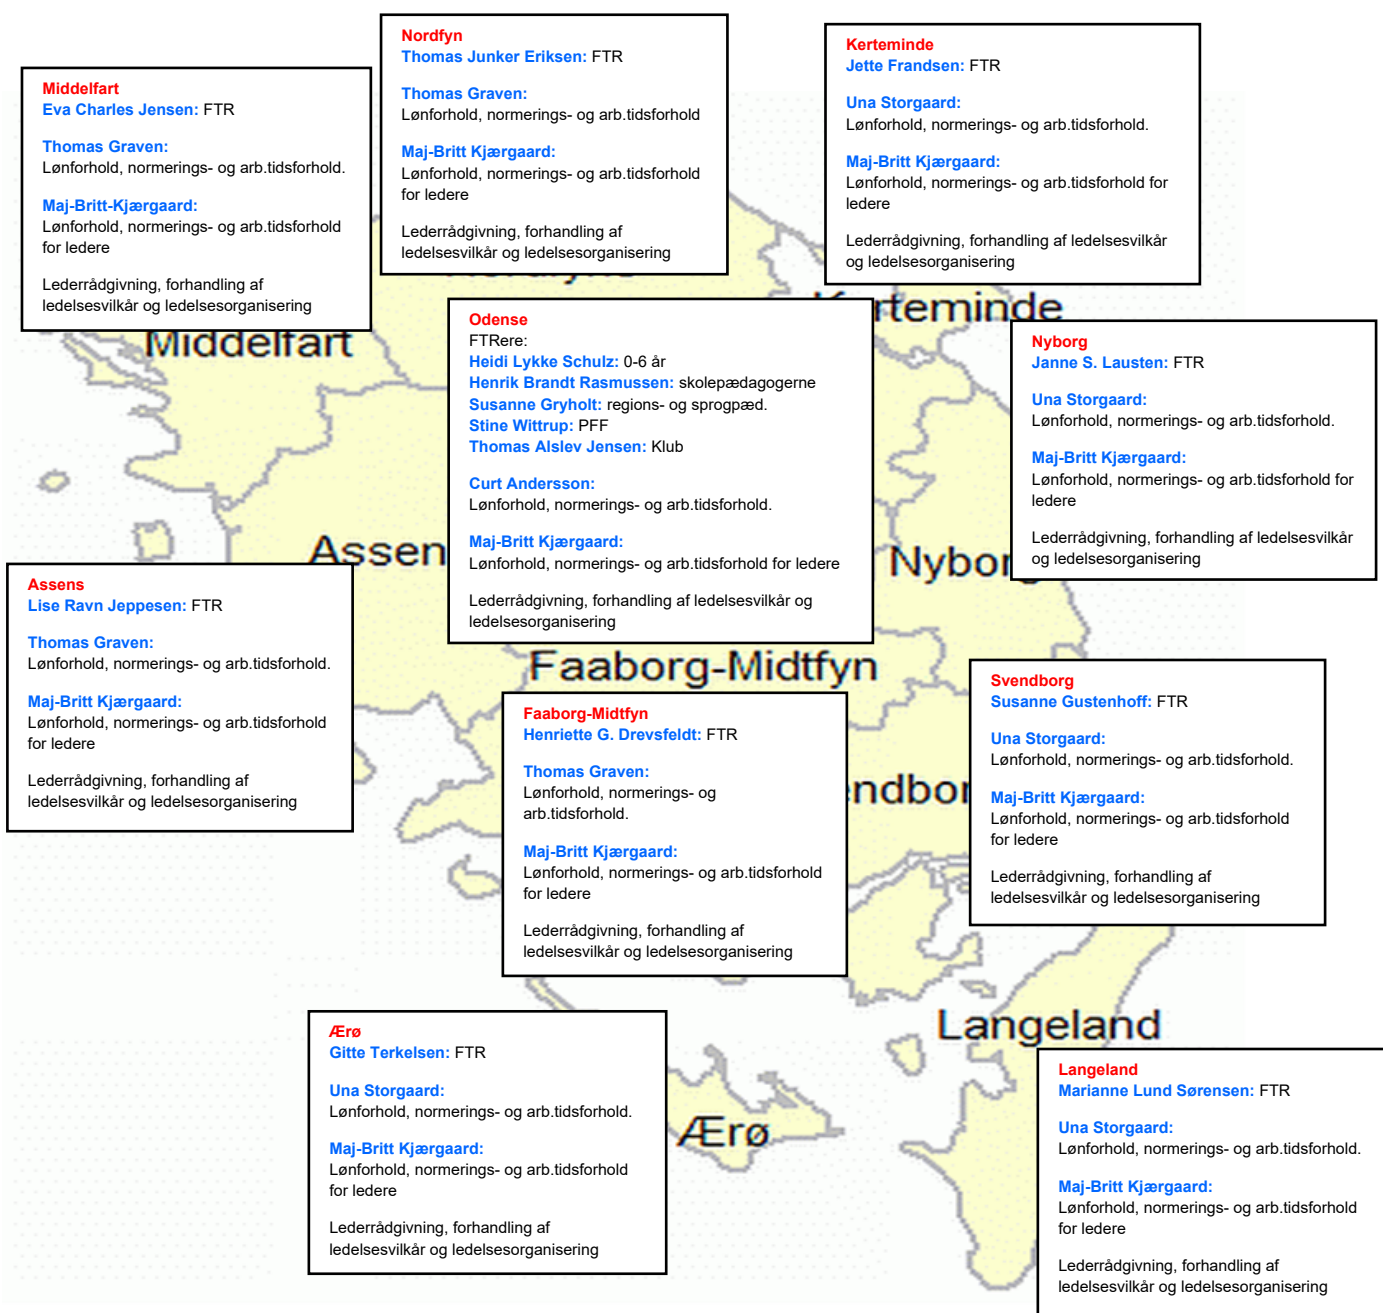 Nordfyn
Thomas Junker Eriksen: FTR
Thomas Graven:
Lønforhold, normerings- og arb.tidsforhold
Maj-Britt Kjærgaard:
Lønforhold, normerings- og arb.tidsforhold
for ledere
Lederrådgivning, forhandling af
ledelsesvilkår og ledelsesorganisering
Kerteminde
Jette Frandsen: FTR
Una Storgaard:
Lønforhold, normerings- og arb.tidsforhold.
Maj-Britt Kjærgaard:
Lønforhold, normerings- og arb.tidsforhold for
ledere
Lederrådgivning, forhandling af ledelsesvilkår
og ledelsesorganisering
Middelfart
Eva Charles Jensen: FTR
Thomas Graven:
Lønforhold, normerings- og arb.tidsforhold.
Maj-Britt-Kjærgaard:
Lønforhold, normerings- og arb.tidsforhold
for ledere
Lederrådgivning, forhandling af
ledelsesvilkår og ledelsesorganisering
Middelfart
rteminde
Odense
FTRere:
Heidi Lykke Schulz: 0-6 år
Henrik Brandt Rasmussen: skolepædagogerne
Susanne Gryholt: regions- og sprogpæd.
Stine Wittrup: PFF
Thomas Alslev Jensen: Klub
Curt Andersson:
Lønforhold, normerings- og arb.tidsforhold.
Maj-Britt Kjærgaard:
Lønforhold, normerings- og arb.tidsforhold for ledere
Lederrådgivning, forhandling af ledelsesvilkår og
ledelsesorganisering
Nyborg
Janne S. Lausten: FTR
Una Storgaard:
Lønforhold, normerings- og arb.tidsforhold.
Maj-Britt Kjærgaard:
Lønforhold, normerings- og arb.tidsforhold for
ledere
Lederrådgivning, forhandling af ledelsesvilkår
og ledelsesorganisering
Assen
Nybor
Assens
Lise Ravn Jeppesen: FTR
Thomas Graven:
Lønforhold, normerings- og arb.tidsforhold.
Maj-Britt Kjærgaard:
Lønforhold, normerings- og arb.tidsforhold
for ledere
Lederrådgivning, forhandling af
ledelsesvilkår og ledelsesorganisering
Faaborg-Midtfyn
Faaborg-Midtfyn
Henriette G. Drevsfeldt: FTR
Thomas Graven:
Lønforhold, normerings- og
arb.tidsforhold.
Maj-Britt Kjærgaard:
Lønforhold, normerings- og arb.tidsforhold
for ledere
Lederrådgivning, forhandling af
ledelsesvilkår og ledelsesorganisering
ndbor
Svendborg
Susanne Gustenhoff: FTR
Una Storgaard:
Lønforhold, normerings- og arb.tidsforhold.
Maj-Britt Kjærgaard:
Lønforhold, normerings- og arb.tidsforhold
for ledere
Lederrådgivning, forhandling af
ledelsesvilkår og ledelsesorganisering
Ærø
Gitte Terkelsen: FTR
Una Storgaard:
Lønforhold, normerings- og arb.tidsforhold.
Maj-Britt Kjærgaard:
Lønforhold, normerings- og arb.tidsforhold
for ledere
Lederrådgivning, forhandling af
ledelsesvilkår og ledelsesorganisering
Ærø
Langeland
Langeland
Marianne Lund Sørensen: FTR
Una Storgaard:
Lønforhold, normerings- og arb.tidsforhold.
Maj-Britt Kjærgaard:
Lønforhold, normerings- og arb.tidsforhold
for ledere
Lederrådgivning, forhandling af
ledelsesvilkår og ledelsesorganisering